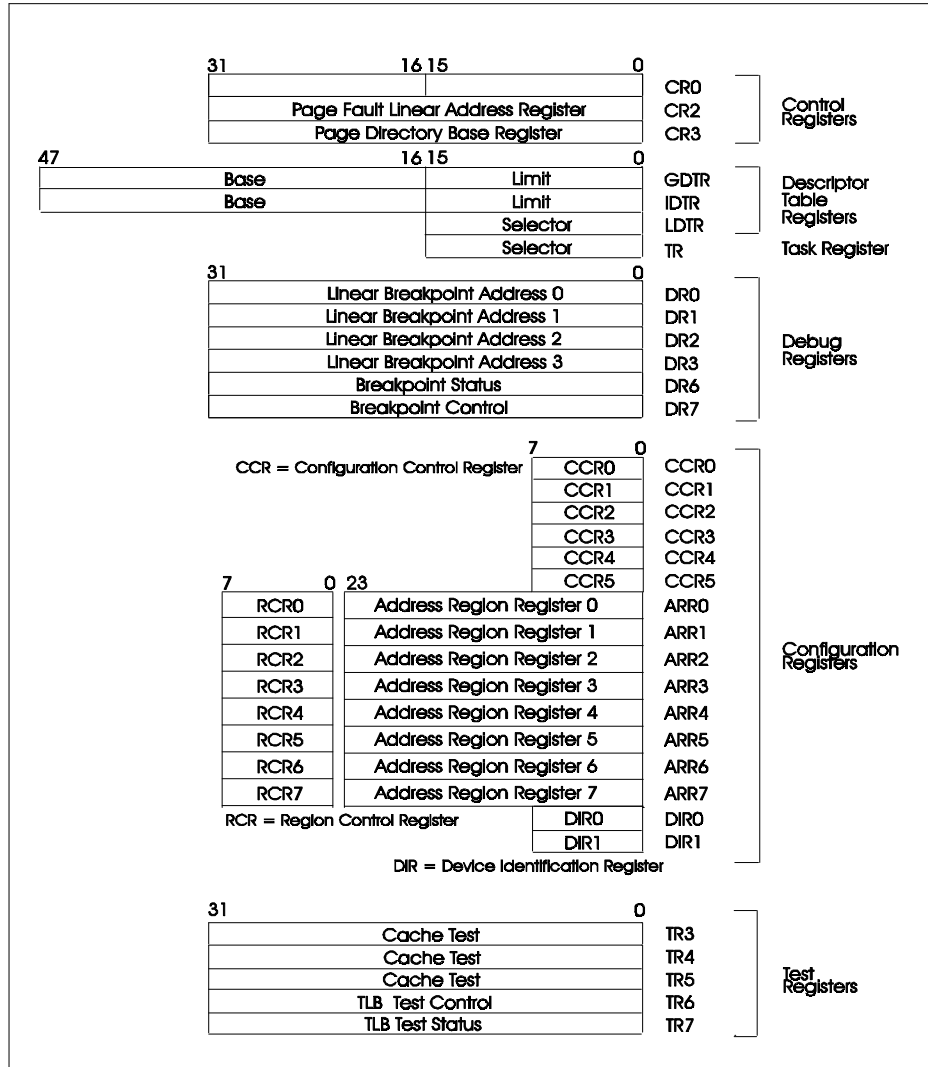 31 16 15 0
CR0
Page Fault Linear Address Register CR2 Control Registers
Page Directory Base Register CR3
47 16 15 0
Base Limit GDTR Descriptor
Base Limit IDTR Table
Selector LDTR Registers
Selector TR Task Register
31 0
Linear Breakpoint Address 0 DR0
Linear Breakpoint Address 1 DR1
Linear Breakpoint Address 2 DR2 Debug
Linear Breakpoint Address 3 DR3 Registers
Breakpoint Status DR6
Breakpoint Control DR7
7 0
CCR = Configuration Control Register CCR0 CCR0
CCR1 CCR1
CCR2 CCR2
CCR3 CCR3
CCR4 CCR4
7 0 23 CCR5 CCR5
RCR0 Address Region Register 0 ARR0
RCR1 Address Region Register 1 ARR1
RCR2 Address Region Register 2 ARR2 Configuration Registers
RCR3 Address Region Register 3 ARR3
RCR4 Address Region Register 4 ARR4
RCR5 Address Region Register 5 ARR5
RCR6 Address Region Register 6 ARR6
RCR7 Address Region Register 7 ARR7
RCR = Region Control Register DIR0 DIR0
DIR1 DIR1
DIR = Device Identification Register
31 0
Cache Test TR3
Cache Test TR4
Cache Test TR5 Test Registers
TLB Test Control TR6
TLB Test Status TR7